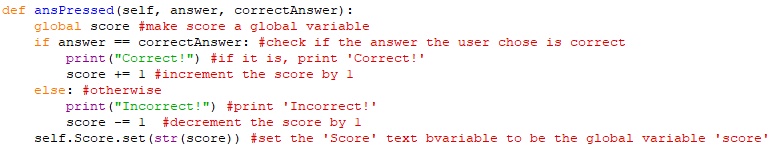 def ansPressed(self, answer, correctAnswer):
    global score #make score a global variable
    if answer == correctAnswer: #check if the answer the user chose is correct
        print("Correct!") #if it is, print 'Correct!'
        score += 1 #increment the score by 1
    else: #otherwise
        print("Incorrect!") #print 'Incorrect!'
        score -= 1  #decrement the score by 1
    self.Score.set(str(score)) #set the 'Score' text bvariable to be the global variable 'score'